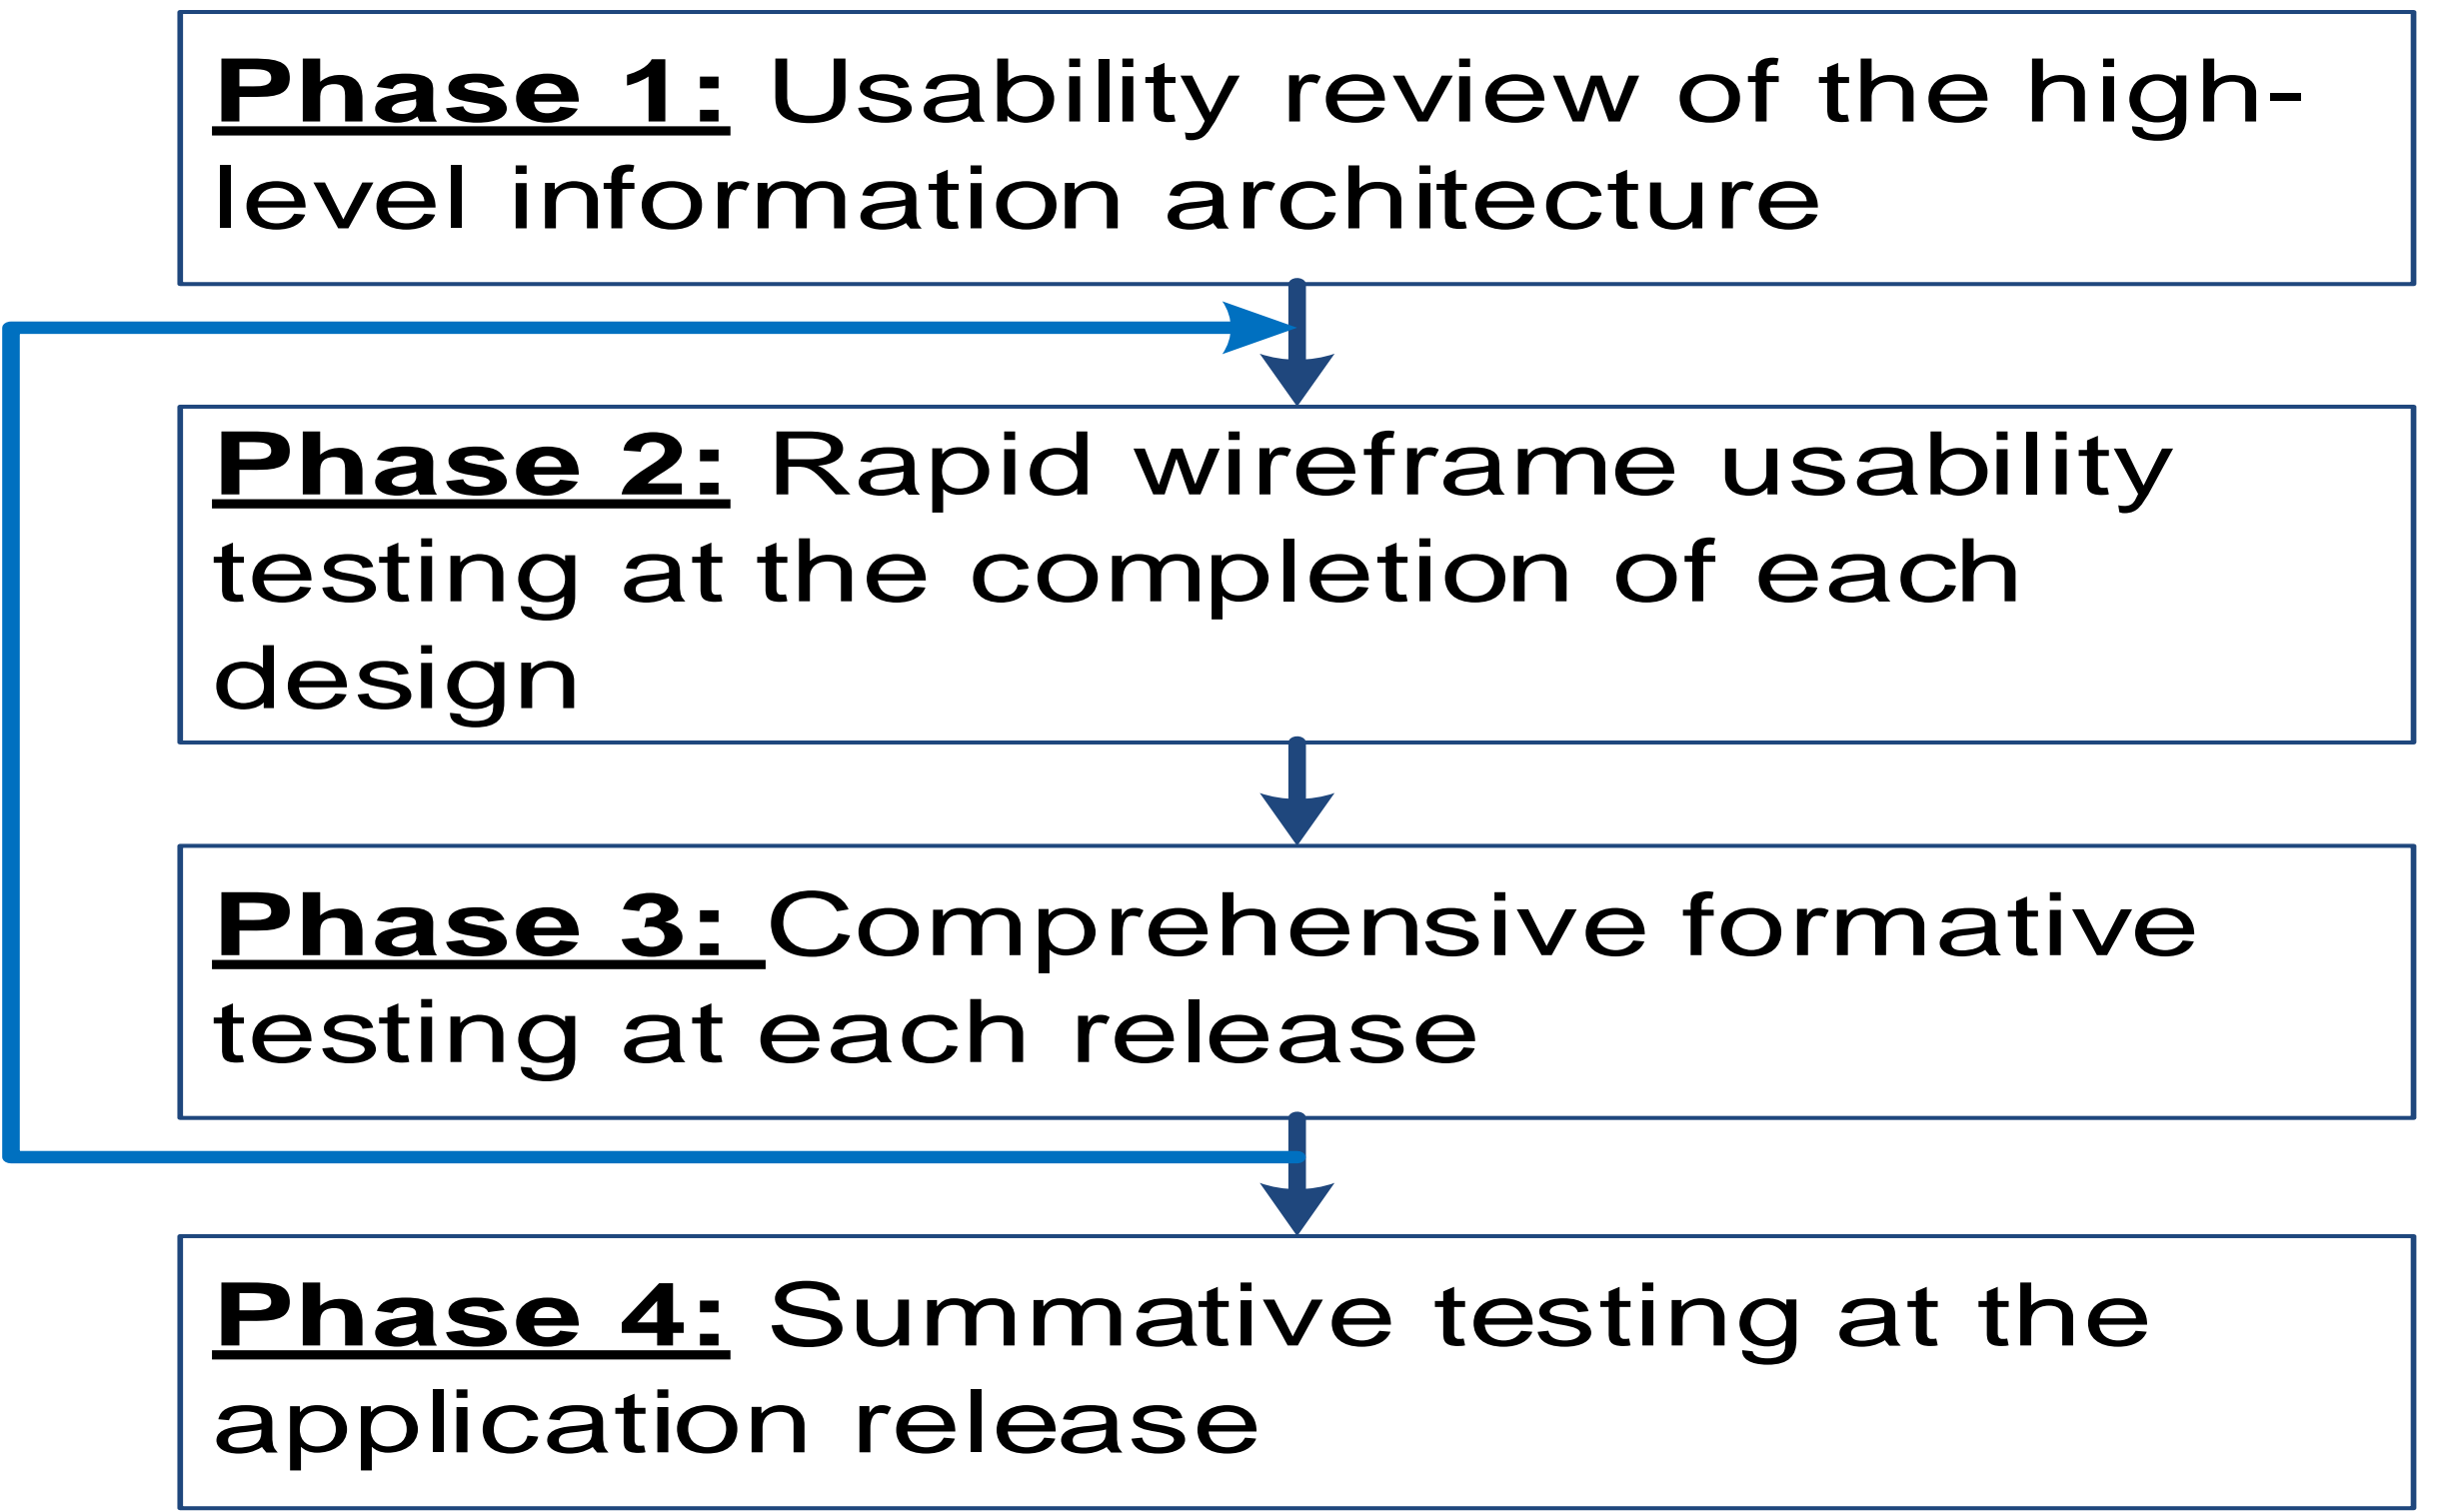 Phase 1: Usability review of the high-
level information architecture
Phase 2: Rapid wireframe usability
testing at the completion of each
design
Phase 3: Comprehensive formative
testing at each release
Phase 4: Summative testing at the
application release